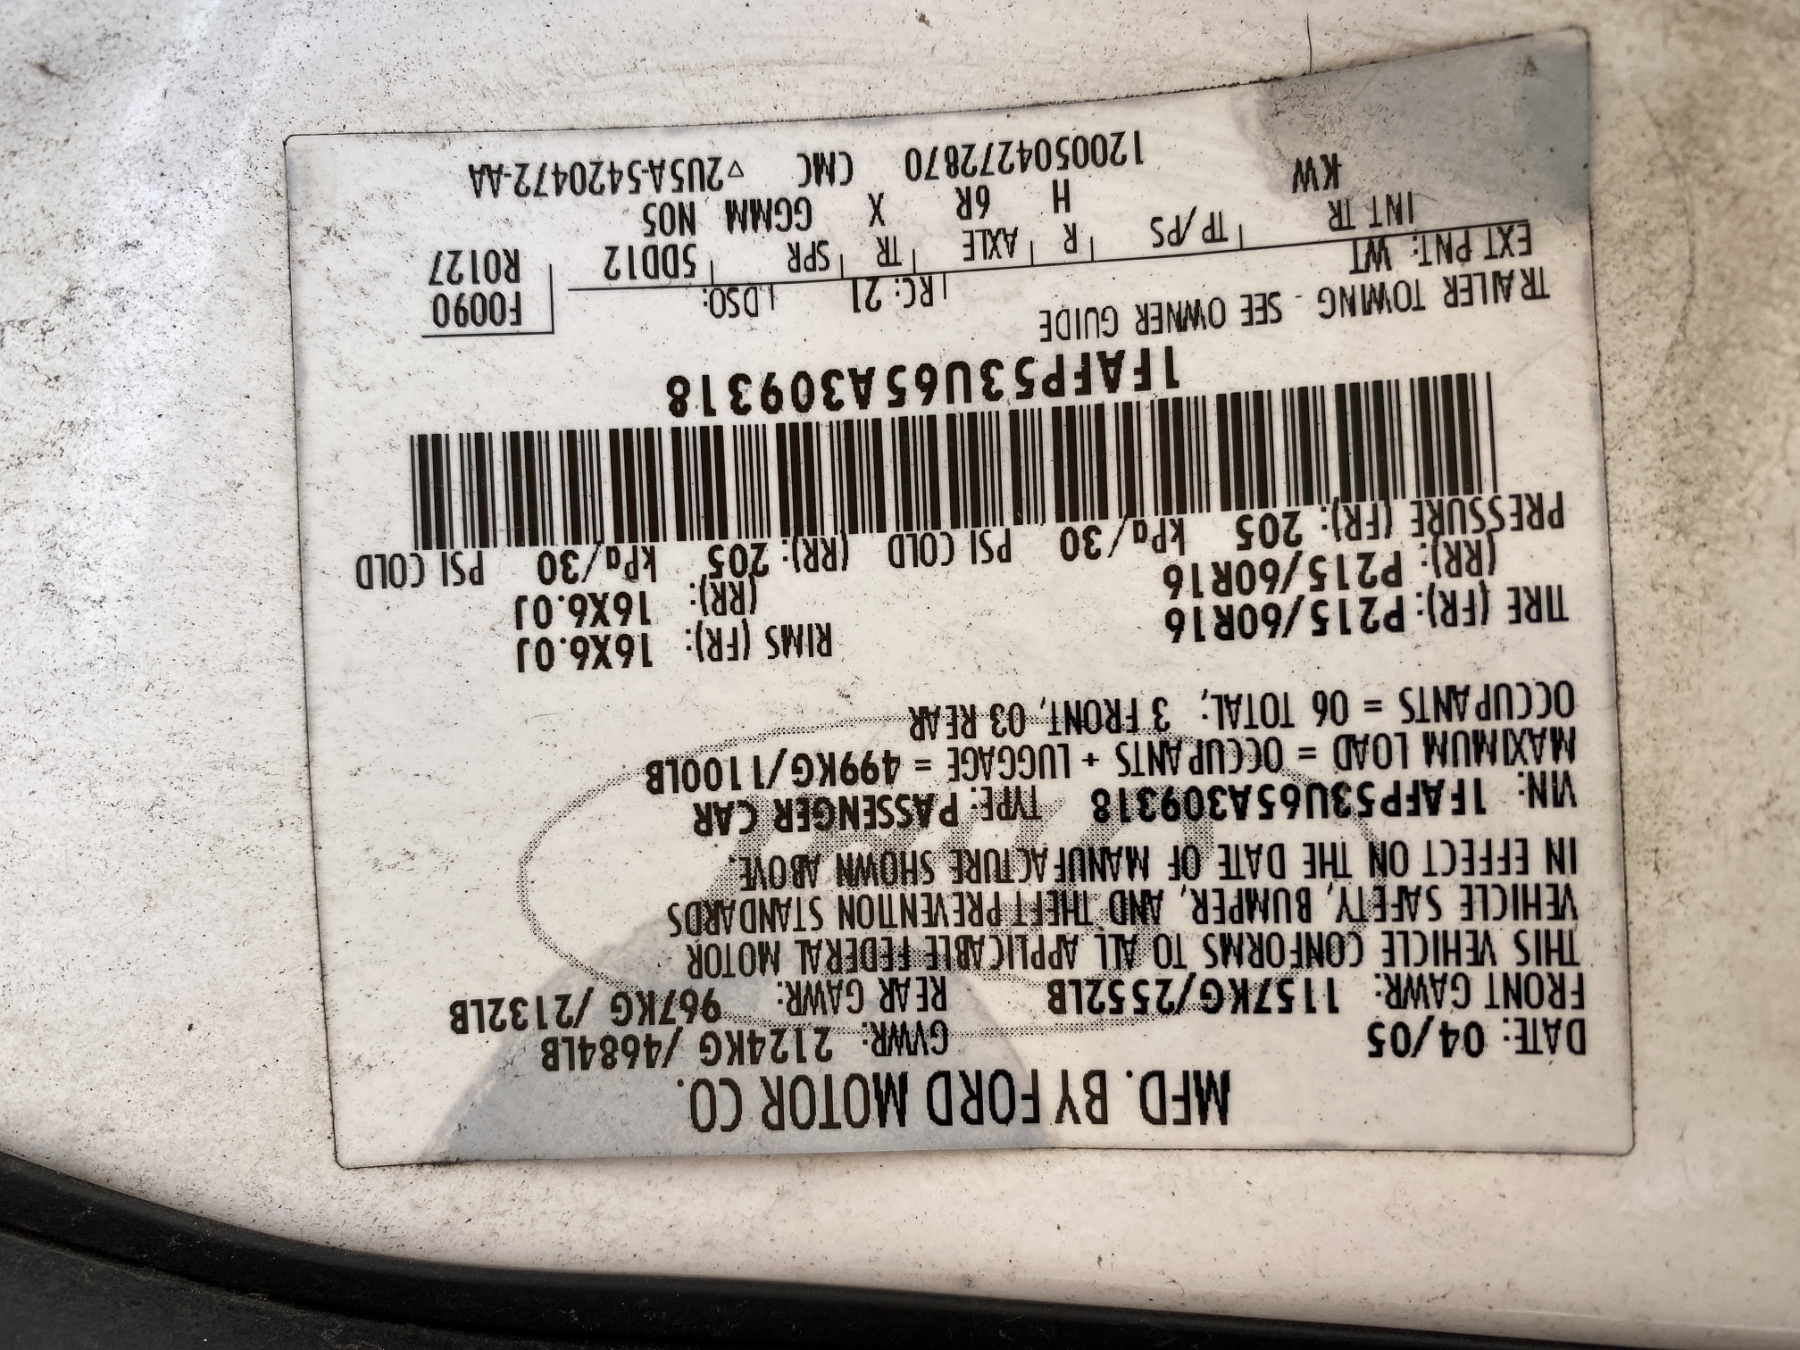 MFD. BY FORD MOTOR CO.
DATE: 04/05 GVWR: 2124KG /4684LB
FRONT GAWR: 1157KG/2552LB REAR GAWR: 967KG /2132LB
THIS VEHICLE CONFORMS TO ALL APPLICABLE FEDERAL MOTOR
VEHICLE SAFETY, BUMPER, AND THEFT PREVENTION STANDARDS
IN EFFECT ON THE DATE OF MANUFACTURE SHOWN ABOVE.
VIN: 1FAFP53U65A309318 TYPE: PASSENGER CAR
MAXIMUM LOAD = OCCUPANTS + LUGGAGE = 499KG/1100LB
OCCUPANTS = 06 TOTAL; 3 FRONT, 03 REAR
TIRE (FR): P215/60R16 RIMS (FR): 16X6.0J
(RR): P215/60R16 (RR): 16X6.0J
PRESSURE (FR): 205 kPa/30 PSI COLD (RR): 205 kPa/30 PSI COLD
1FAFP53U65A309318
TRAILER TOWING - SEE OWNER GUIDE F0090
EXT PNT: WT RC: 21 DSO: R0127
INT TR TP/PS R AXLE TR SPR 5DD12
KW H 6R X GGMM N05
120050427287O CMC ▽2U5A-5420472-AA